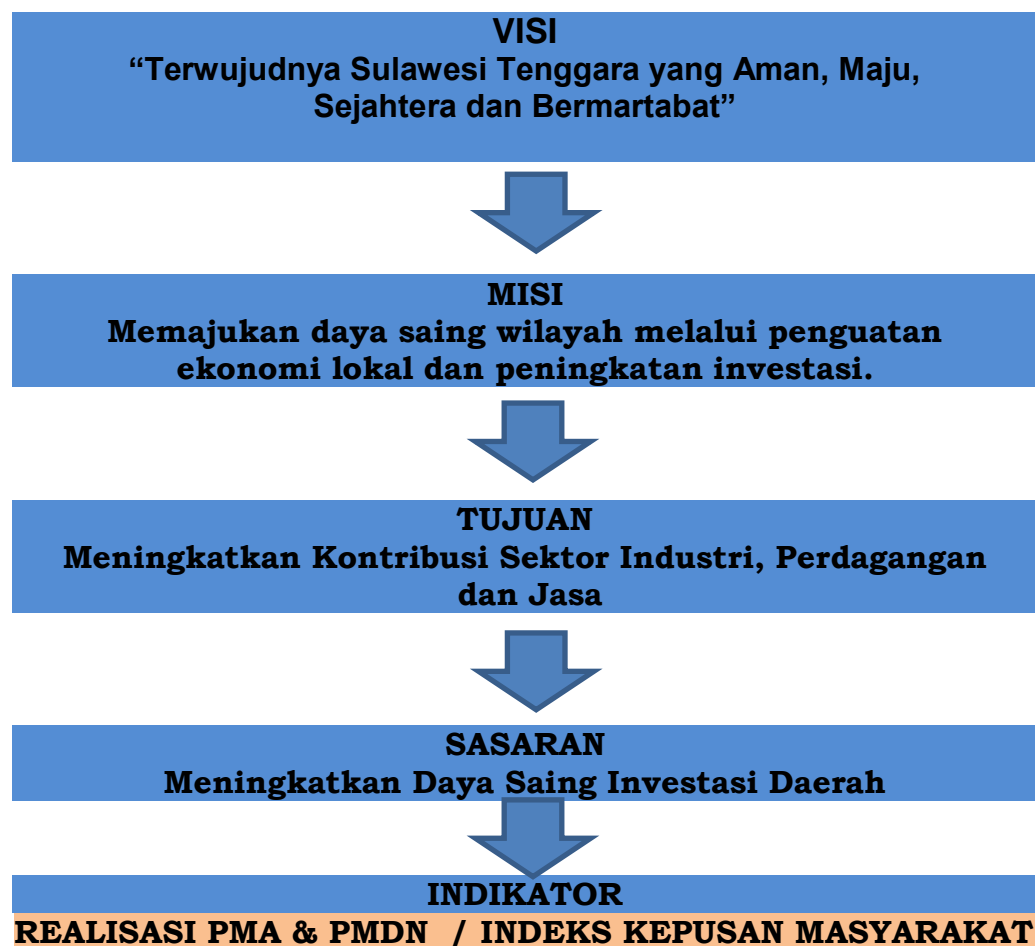 VISI
“Terwujudnya Sulawesi Tenggara yang Aman, Maju,
Sejahtera dan Bermartabat”
MISI
Memajukan daya saing wilayah melalui penguatan
ekonomi lokal dan peningkatan investasi.
TUJUAN
Meningkatkan Kontribusi Sektor Industri, Perdagangan
dan Jasa
SASARAN
Meningkatkan Daya Saing Investasi Daerah
INDIKATOR
REALISASI PMA & PMDN / INDEKS KEPUSAN MASYARAKAT